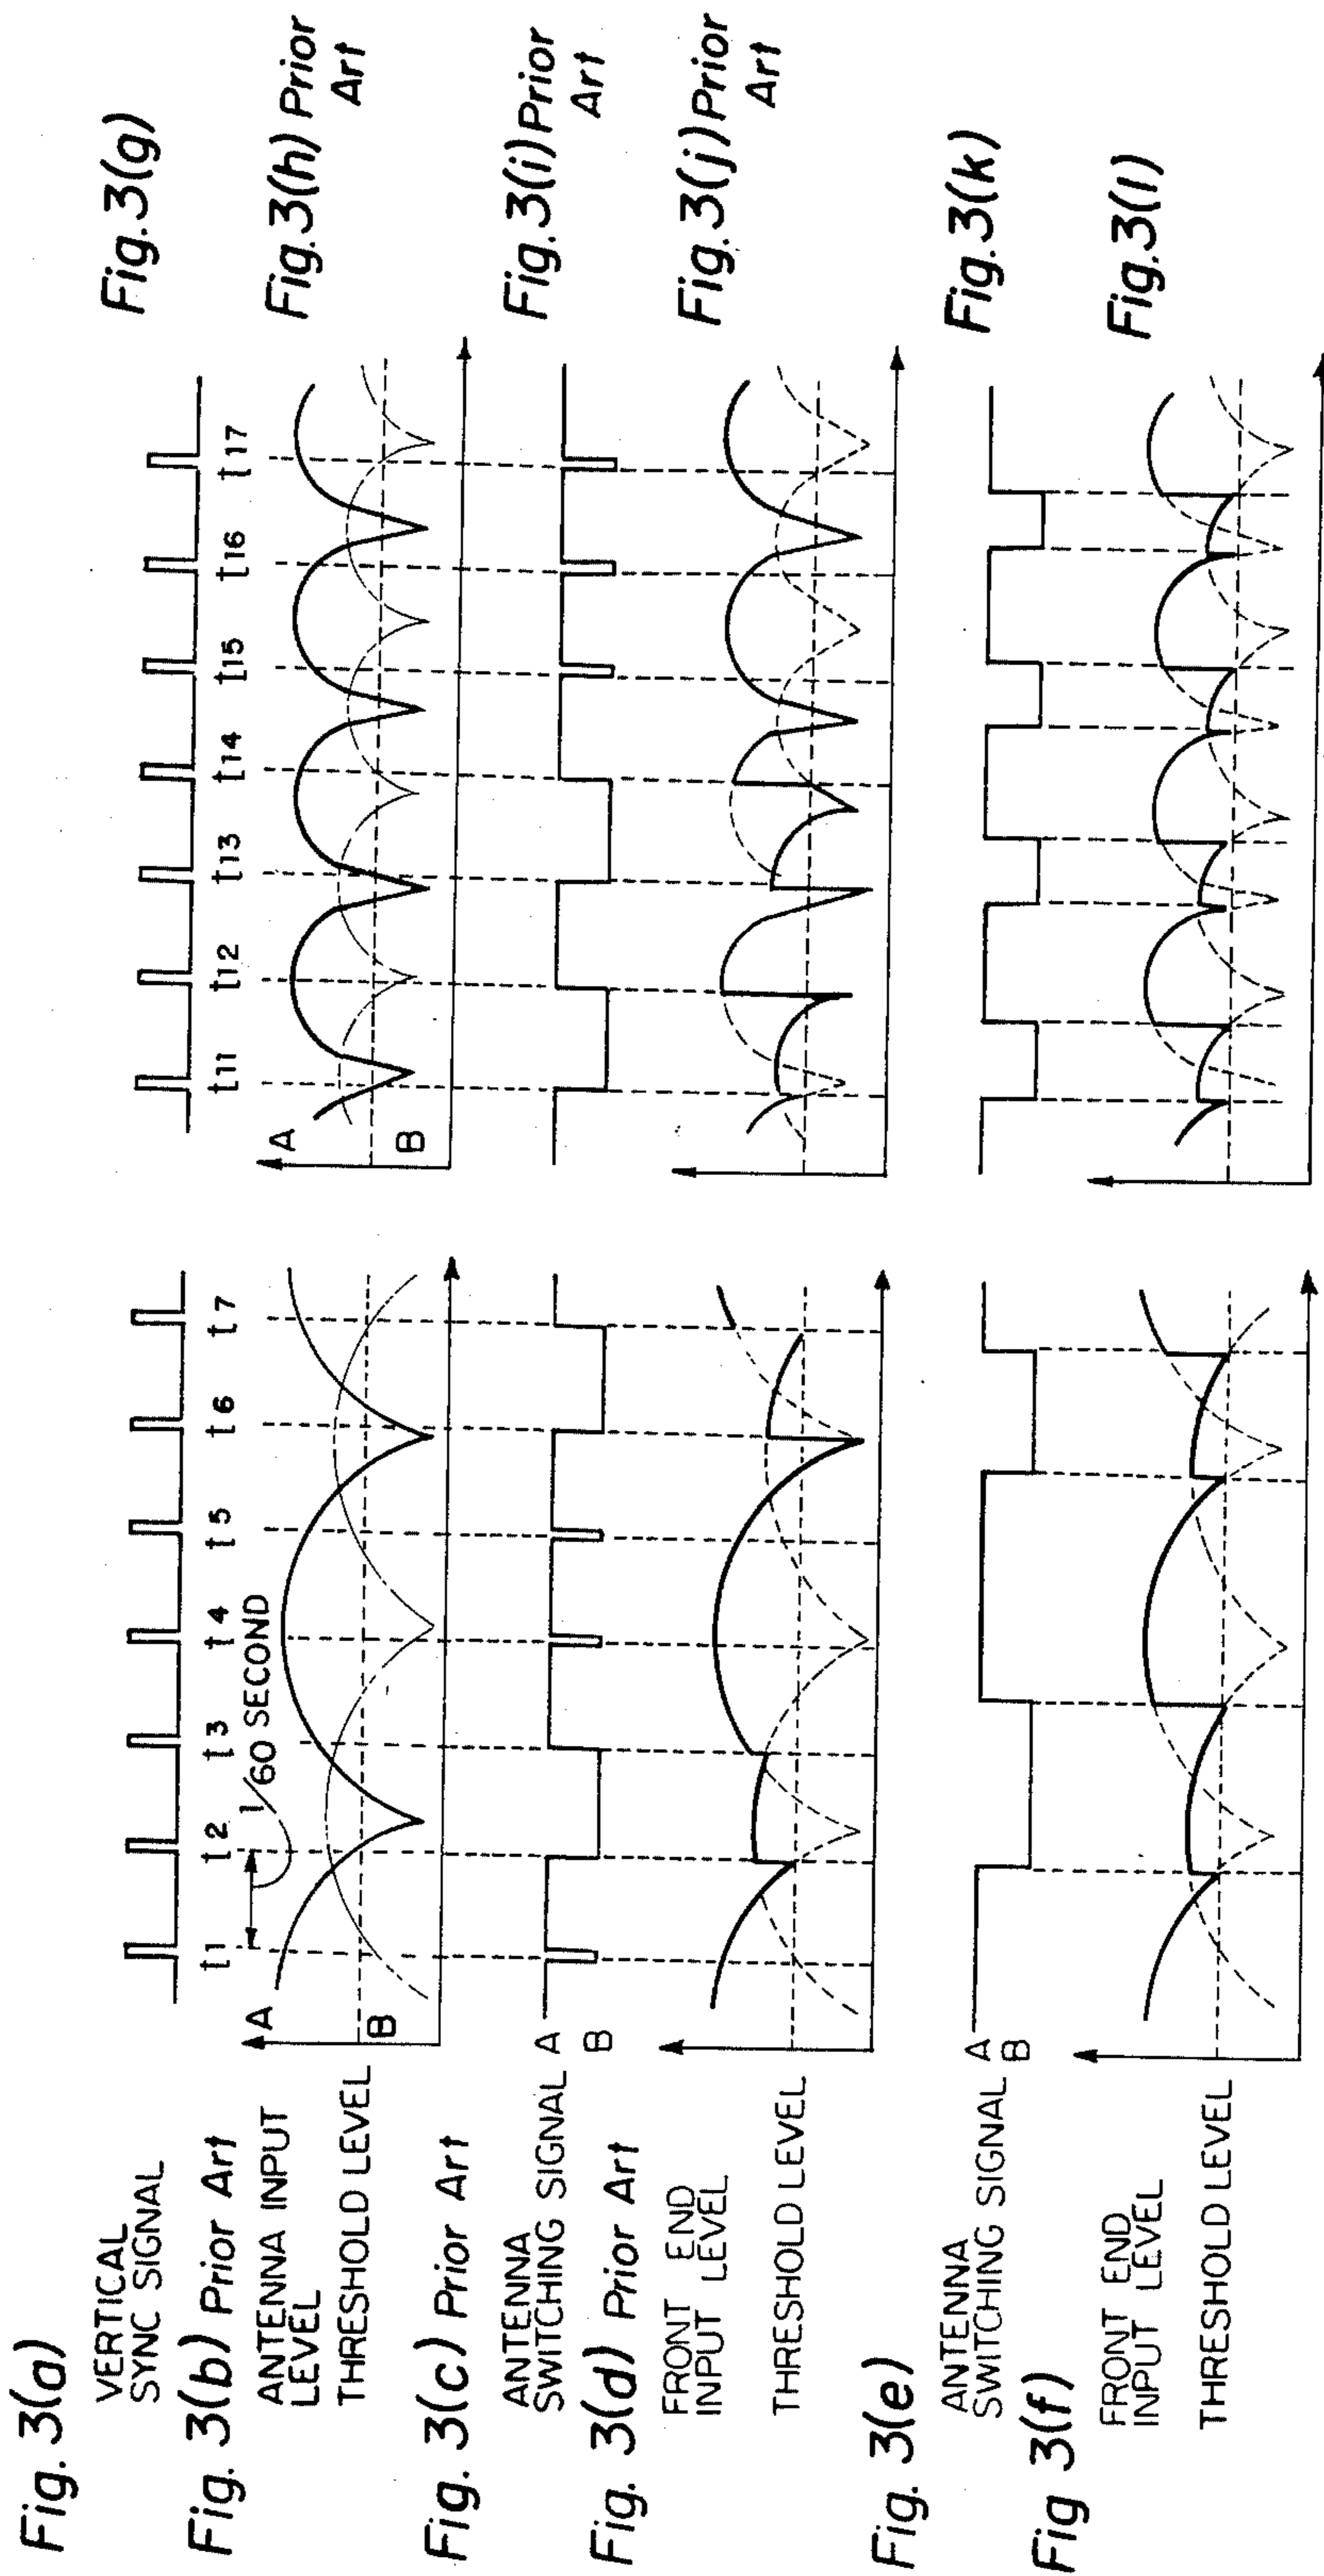 Fig. 3(a)
VERTICAL
SYNC SIGNAL
t1 t2 t3 t4 t5 t6 t7
1/60 SECOND
Fig. 3(b) Prior Art
ANTENNA INPUT
LEVEL
THRESHOLD LEVEL
A
B
Fig. 3(c) Prior Art
ANTENNA
SWITCHING SIGNAL A
B
Fig. 3(d) Prior Art
FRONT END
INPUT LEVEL
THRESHOLD LEVEL
Fig. 3(e)
ANTENNA
SWITCHING SIGNAL A
B
Fig 3(f)
FRONT END
INPUT LEVEL
THRESHOLD LEVEL
Fig. 3(g)
t11 t12 t13 t14 t15 t16 t17
Fig. 3(h) Prior
Art
A
B
Fig. 3(i) Prior
Art
Fig. 3(j) Prior
Art
Fig. 3(k)
Fig. 3(l)